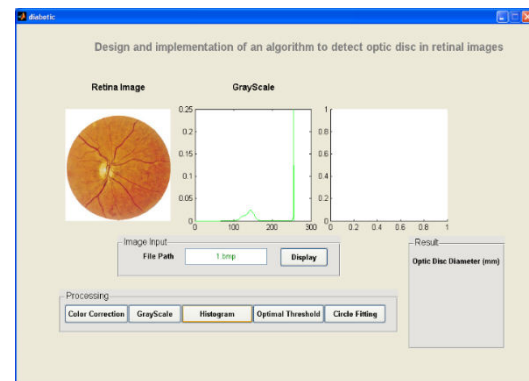 diabetic
Design and implementation of an algorithm to detect optic disc in retinal images
Retina Image
GrayScale
0.25
0.2
0.15
0.1
0.05
0
0 100 200 300
1
0.8
0.6
0.4
0.2
0
0 0.2 0.4 0.6 0.8 1
Image Input
File Path 1.bmp Display
Result
Optic Disc Diameter (mm)
Processing
Color Correction GrayScale Histogram Optimal Threshold Circle Fitting